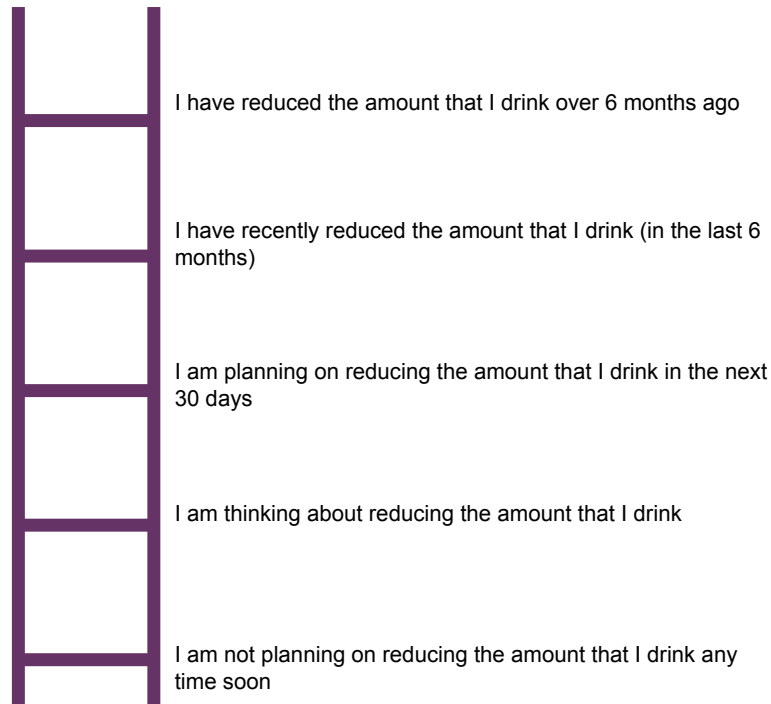 I have reduced the amount that I drink over 6 months ago
I have recently reduced the amount that I drink (in the last 6
months)
I am planning on reducing the amount that I drink in the next
30 days
I am thinking about reducing the amount that I drink
I am not planning on reducing the amount that I drink any
time soon